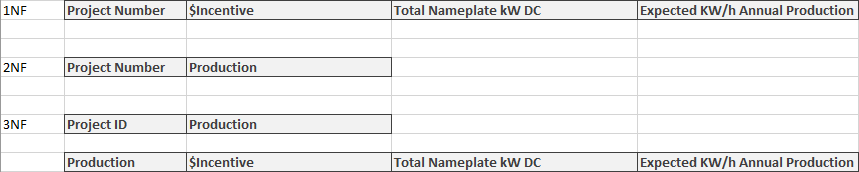 1NF Project Number $Incentive Total Nameplate kW DC Expected KW/h Annual Production
2NF Project Number Production
3NF Project ID Production
Production $Incentive Total Nameplate kW DC Expected KW/h Annual Production